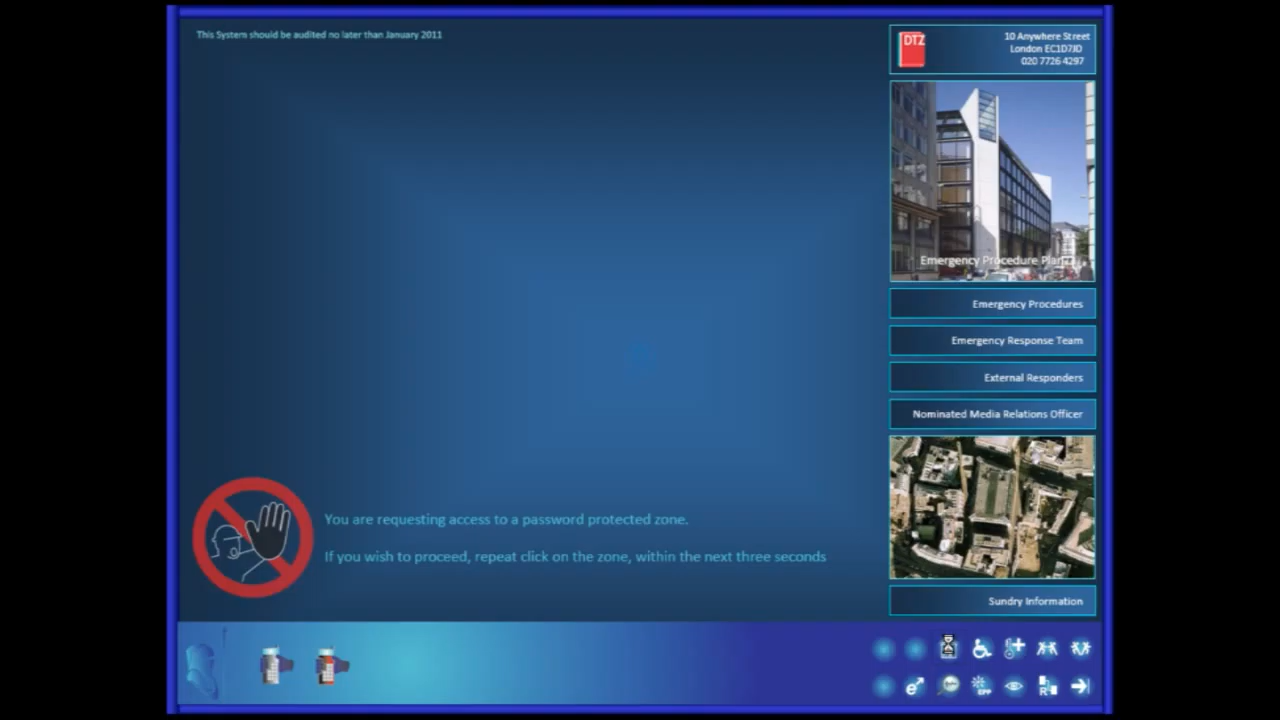 This System should be audited no later than January 2011
DTZ
10 Anywhere Street
London EC1D7JD
020 7726 4297
Emergency Procedure Plan
Emergency Procedures
Emergency Response Team
External Responders
Nominated Media Relations Officer
You are requesting access to a password protected zone.
If you wish to proceed, repeat click on the zone, within the next three seconds
Sundry Information
e
EPP
R